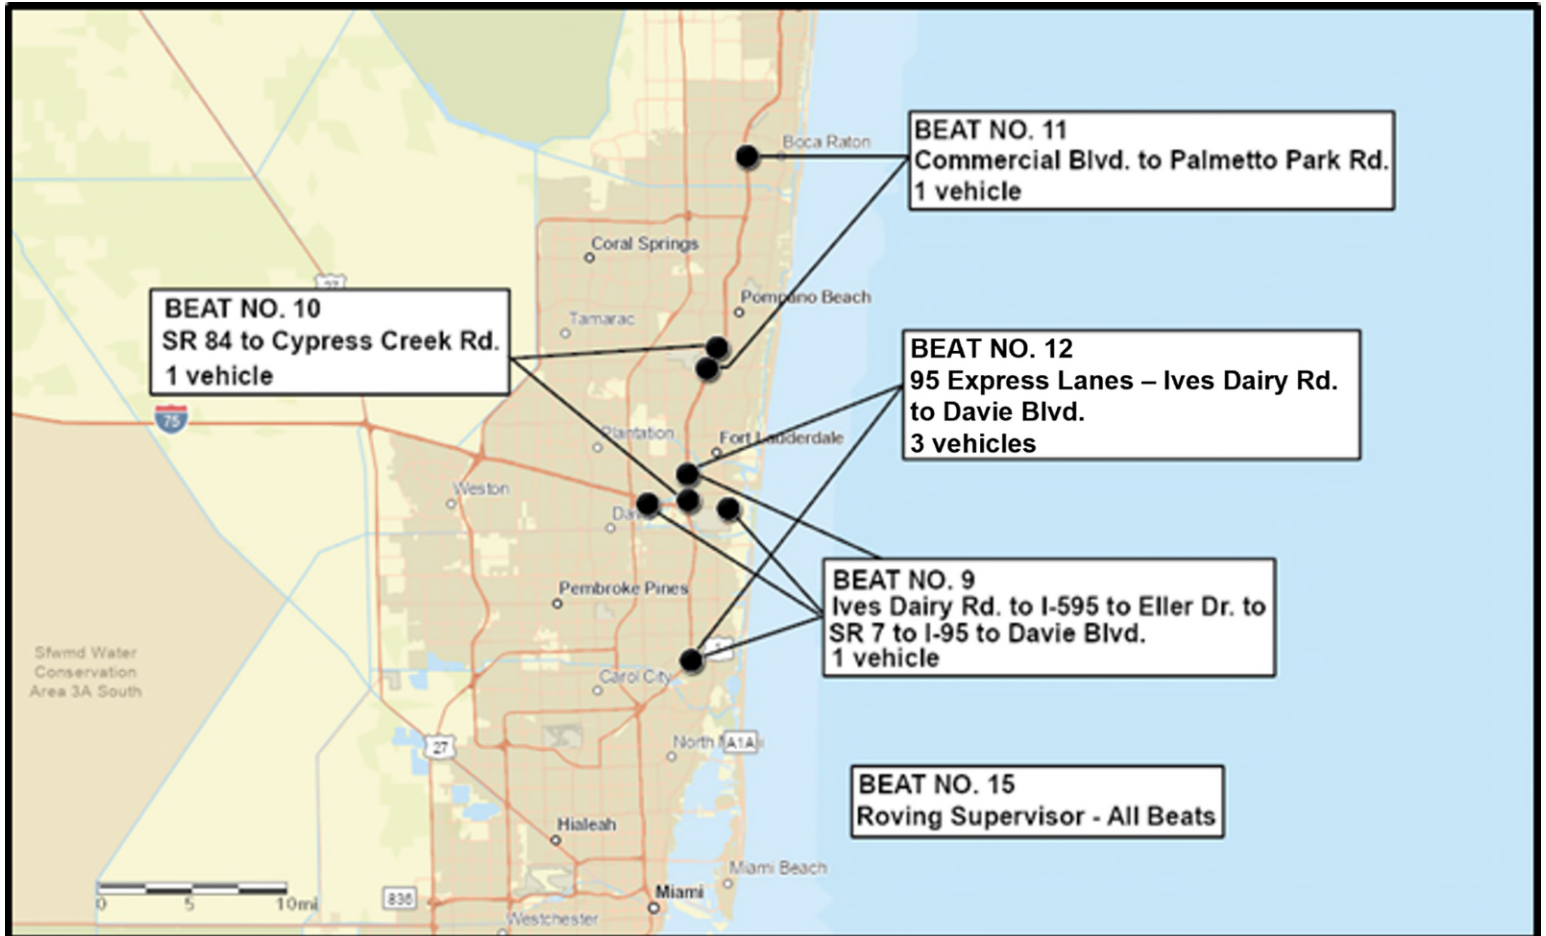 Boca Raton
BEAT NO. 11
Commercial Blvd. to Palmetto Park Rd.
1 vehicle
Coral Springs
BEAT NO. 10
SR 84 to Cypress Creek Rd.
1 vehicle
Pompano Beach
Tamarac
BEAT NO. 12
95 Express Lanes – Ives Dairy Rd.
to Davie Blvd.
3 vehicles
75
Plantation
Fort Lauderdale
Weston
BEAT NO. 9
Ives Dairy Rd. to I-595 to Eller Dr. to
SR 7 to I-95 to Davie Blvd.
1 vehicle
Pembroke Pines
Sfwmd Water
Conservation
Area 3A South
Carol City
27
North
A1A
BEAT NO. 15
Roving Supervisor - All Beats
Hialeah
Miami Beach
0 5 10mi
836
Miami
Westchester